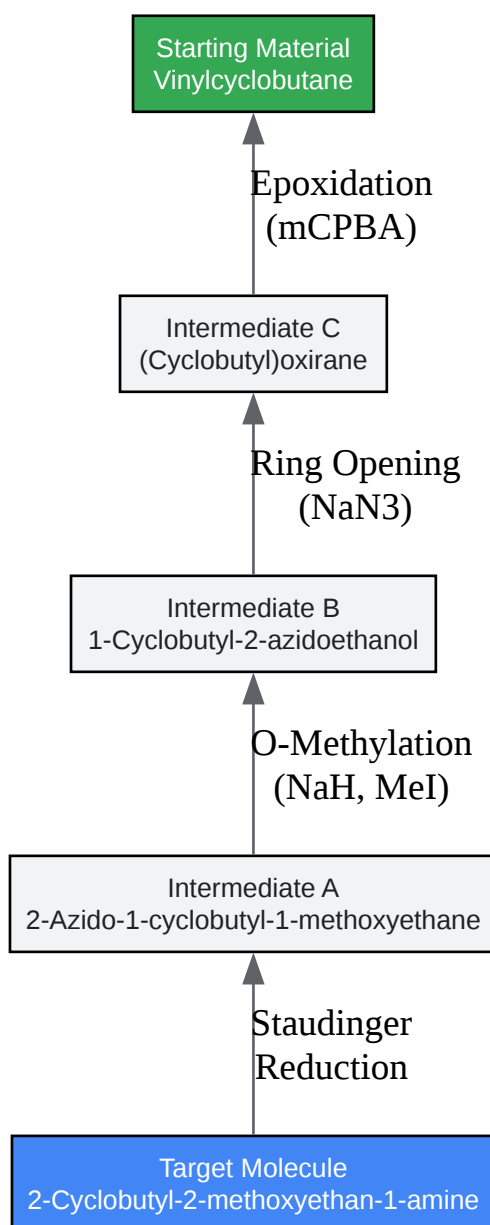 Starting Material
Vinylcyclobutane
Epoxidation
(mCPBA)
Intermediate C
(Cyclobutyl)oxirane
Ring Opening
(NaN3)
Intermediate B
1-Cyclobutyl-2-azidoethanol
O-Methylation
(NaH, MeI)
Intermediate A
2-Azido-1-cyclobutyl-1-methoxyethane
Staudinger
Reduction
Target Molecule
2-Cyclobutyl-2-methoxyethan-1-amine